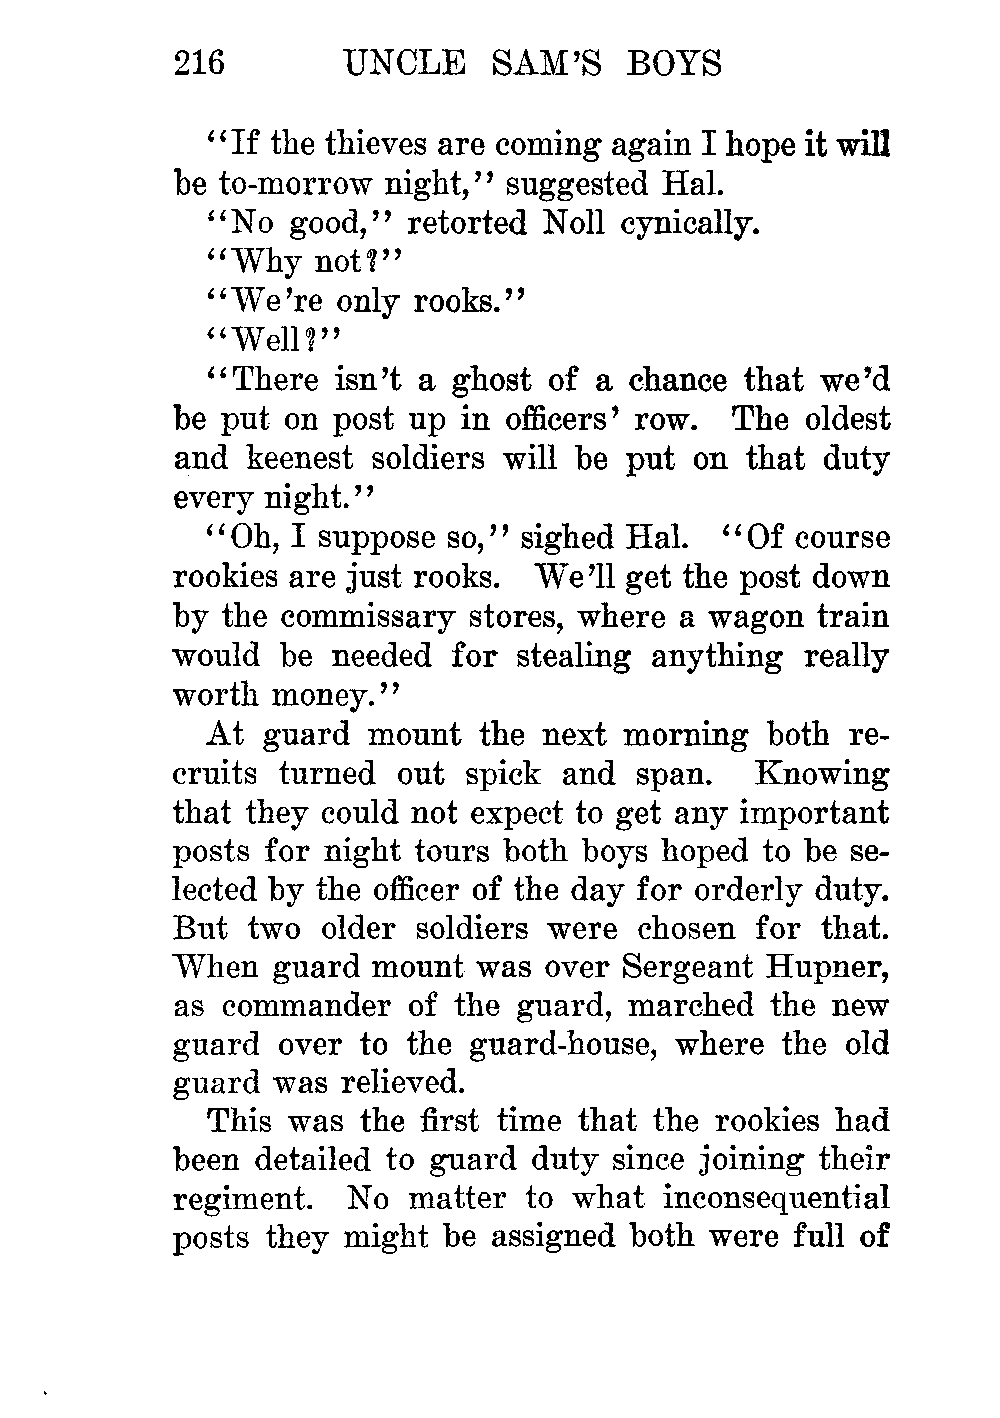 216 UNCLE SAM'S BOYS
"If the thieves are coming again I hope it will
be to-morrow night," suggested Hal.
"No good," retorted Noll cynically.
"Why not?"
"We're only rooks."
"Well?"
"There isn't a ghost of a chance that we'd
be put on post up in officers' row. The oldest
and keenest soldiers will be put on that duty
every night."
"Oh, I suppose so," sighed Hal. "Of course
rookies are just rooks. We'll get the post down
by the commissary stores, where a wagon train
would be needed for stealing anything really
worth money."
At guard mount the next morning both re-
cruits turned out spick and span. Knowing
that they could not expect to get any important
posts for night tours both boys hoped to be se-
lected by the officer of the day for orderly duty.
But two older soldiers were chosen for that.
When guard mount was over Sergeant Hupner,
as commander of the guard, marched the new
guard over to the guard-house, where the old
guard was relieved.
This was the first time that the rookies had
been detailed to guard duty since joining their
regiment. No matter to what inconsequential
posts they might be assigned both were full of